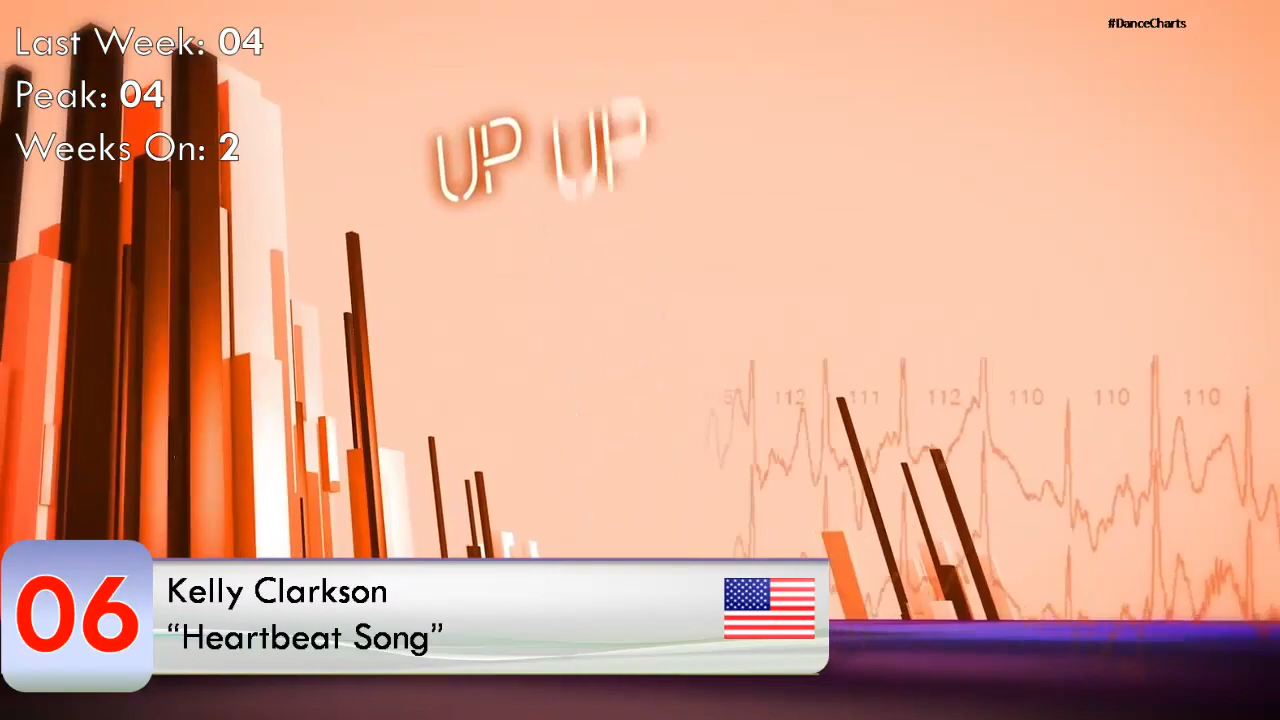 Last Week: 04
#DanceCharts
Peak: 04
Weeks On: 2
UP UP
112 111 112 110 110 110
06
Kelly Clarkson
“Heartbeat Song”